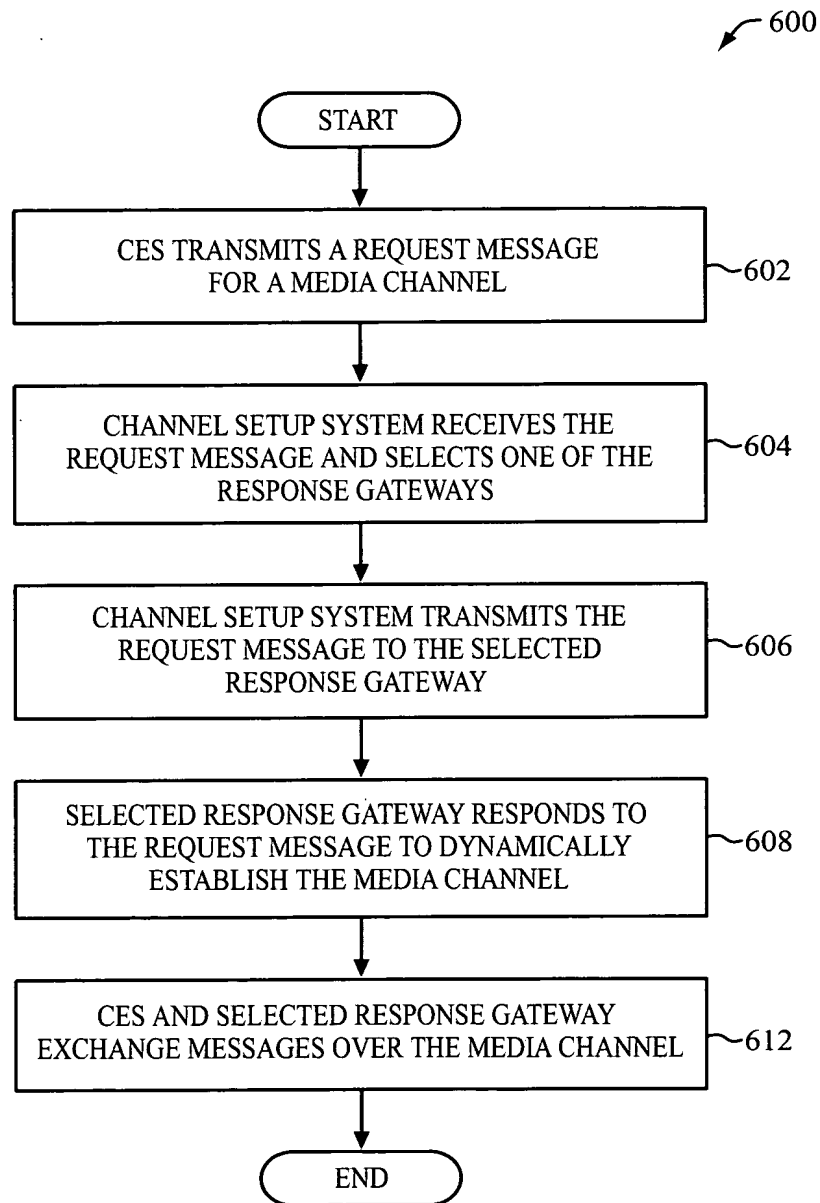 600
START
CES TRANSMITS A REQUEST MESSAGE
FOR A MEDIA CHANNEL
602
CHANNEL SETUP SYSTEM RECEIVES THE
REQUEST MESSAGE AND SELECTS ONE OF THE
RESPONSE GATEWAYS
604
CHANNEL SETUP SYSTEM TRANSMITS THE
REQUEST MESSAGE TO THE SELECTED
RESPONSE GATEWAY
606
SELECTED RESPONSE GATEWAY RESPONDS TO
THE REQUEST MESSAGE TO DYNAMICALLY
ESTABLISH THE MEDIA CHANNEL
608
CES AND SELECTED RESPONSE GATEWAY
EXCHANGE MESSAGES OVER THE MEDIA CHANNEL
612
END